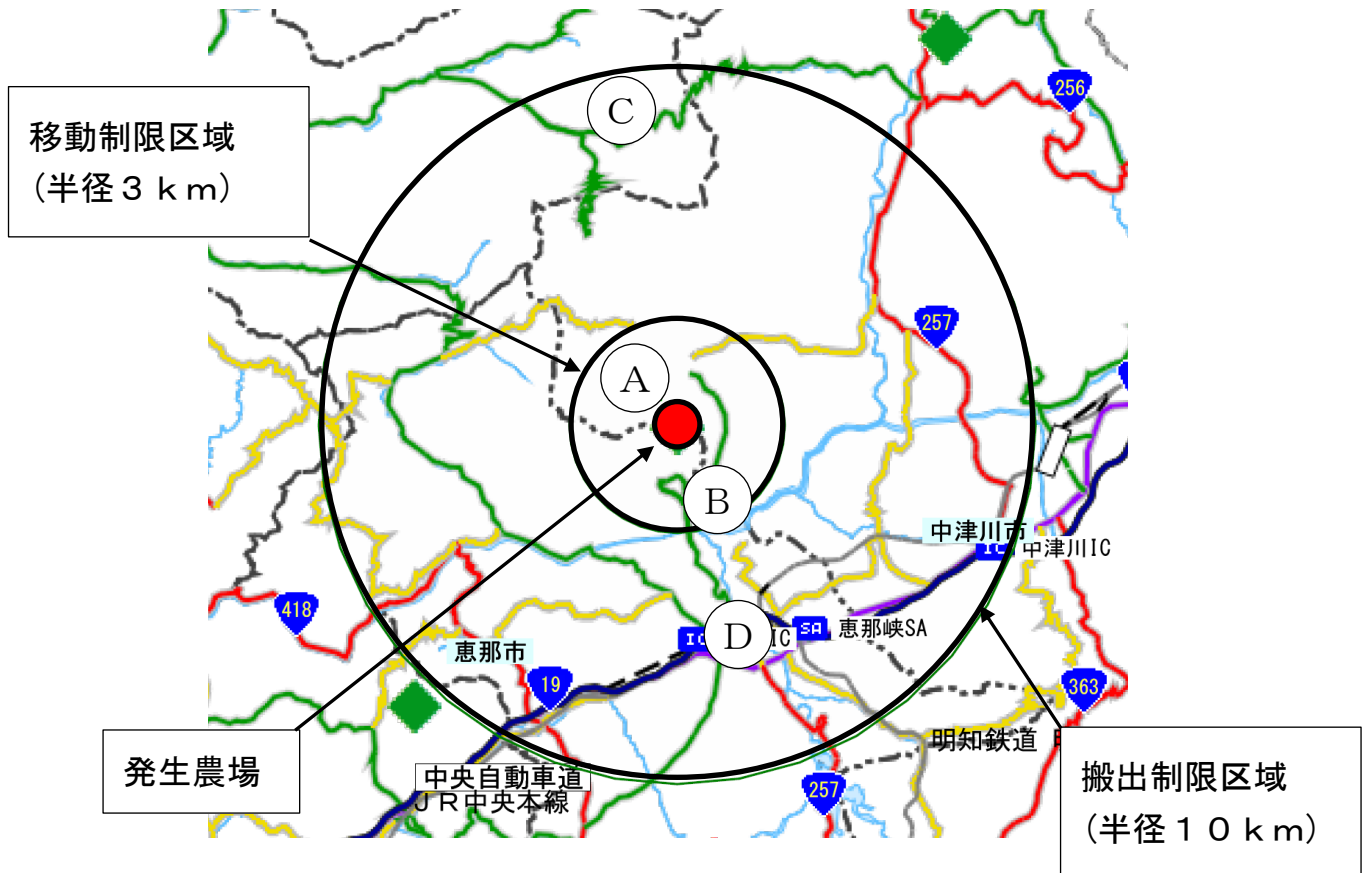 256
C
移動制限区域
(半径３ｋｍ)
257
A
B
中津川市
IC
中津川IC
418
D
IC
IC
SA
恵那峡SA
恵那市
19
363
明知鉄道
発生農場
中央自動車道
ＪＲ中央本線
257
搬出制限区域
(半径１０ｋｍ)